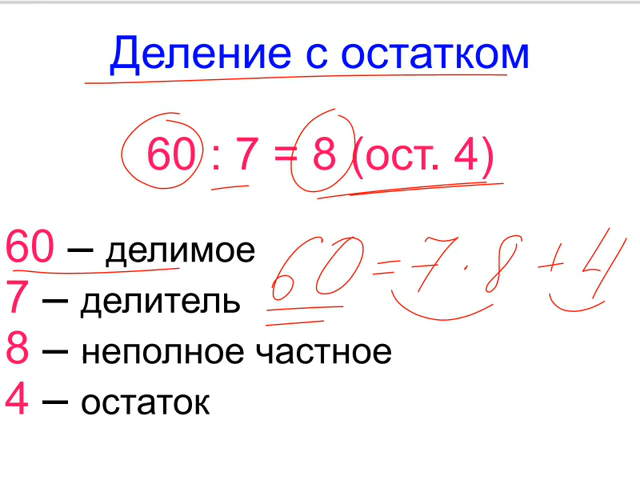 Деление с остатком
60 : 7 = 8 (ост. 4)
60 – делимое
60 = 7 · 8 + 4
7 – делитель
8 – неполное частное
4 – остаток